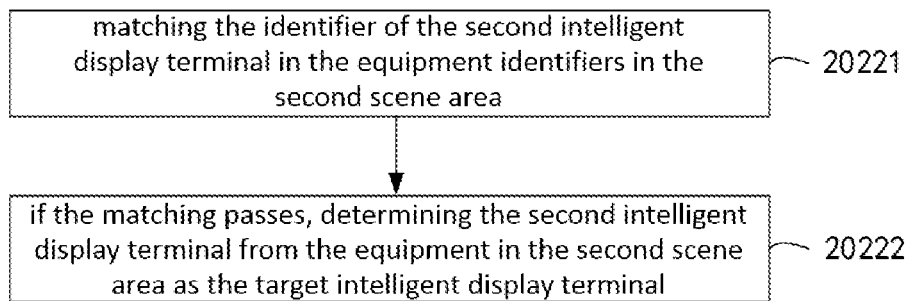 matching the identifier of the second intelligent
display terminal in the equipment identifiers in the
second scene area
20221
if the matching passes, determining the second intelligent
display terminal from the equipment in the second scene
area as the target intelligent display terminal
20222